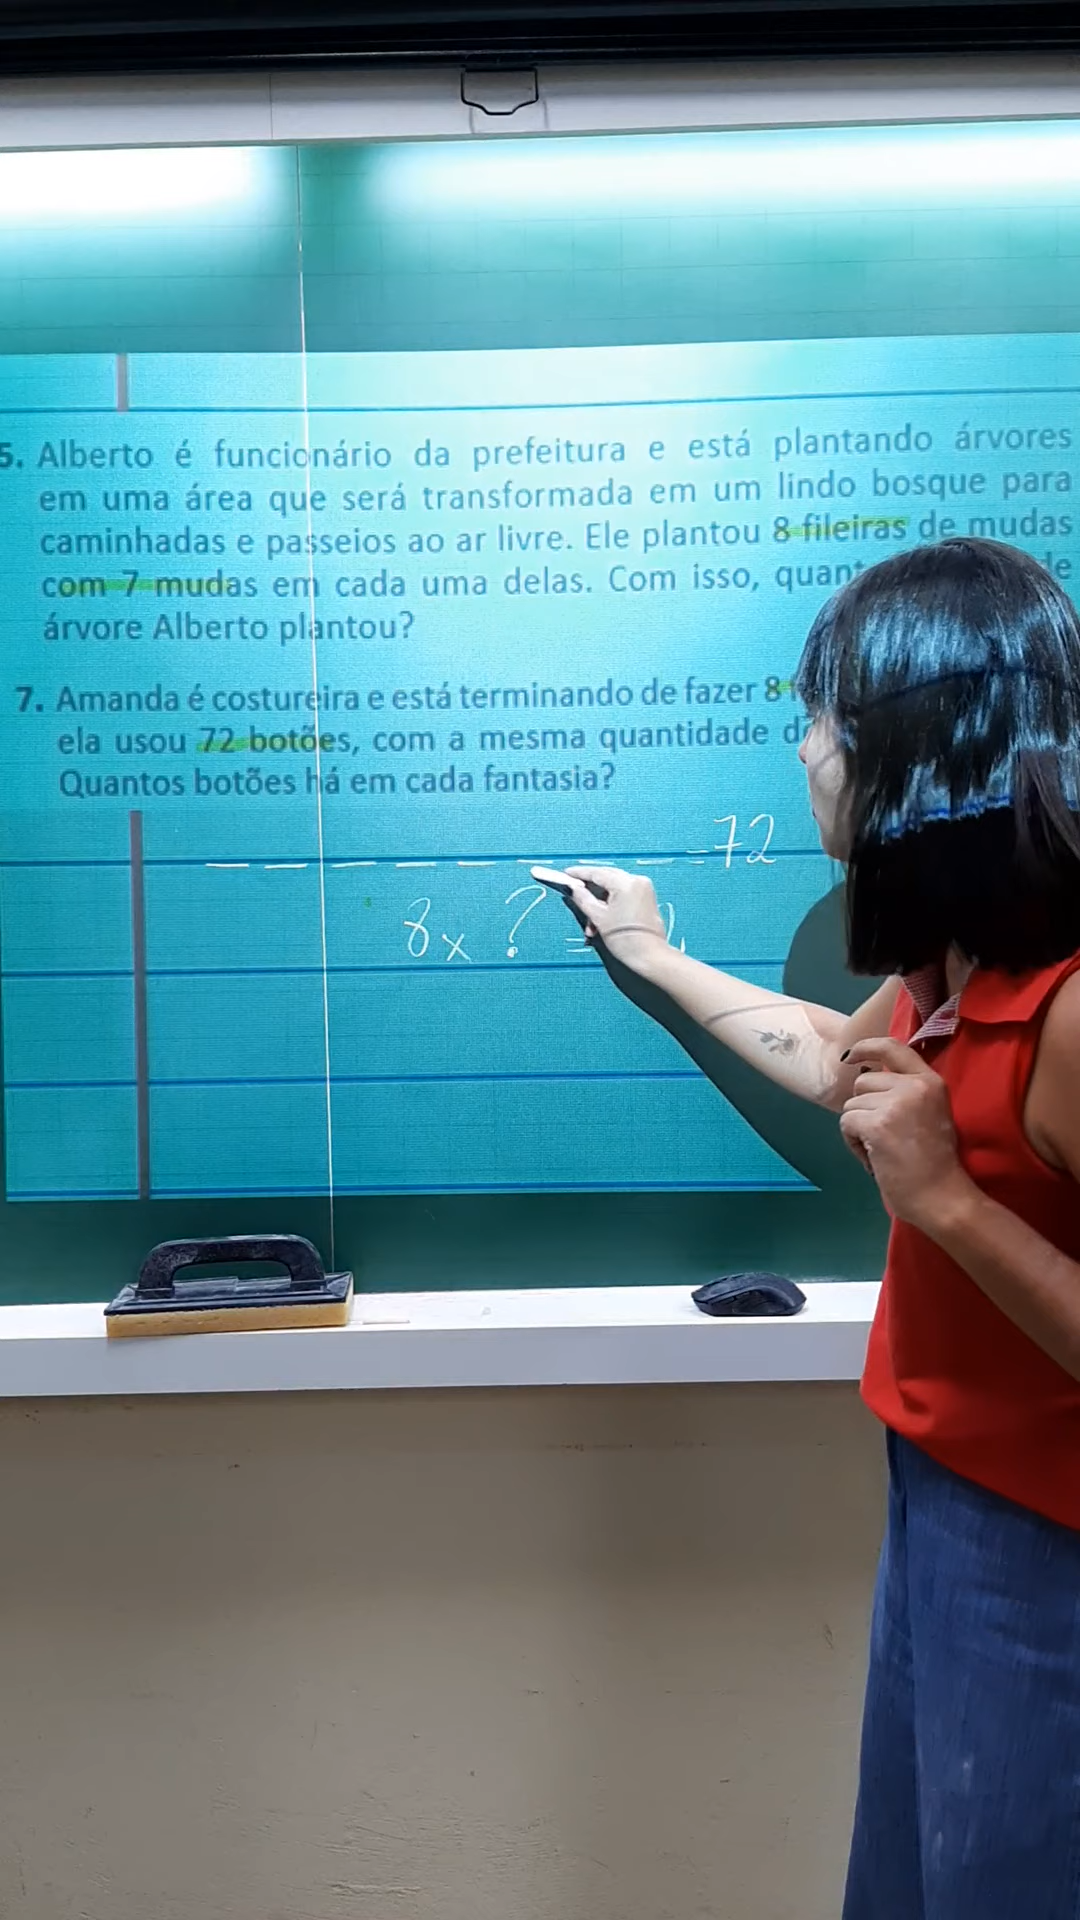 5. Alberto é funcionário da prefeitura e está plantando árvores
em uma área que será transformada em um lindo bosque para
caminhadas e passeios ao ar livre. Ele plantou 8 fileiras de mudas
com 7 mudas em cada uma delas. Com isso,
árvore Alberto plantou?
7. Amanda é costureira e está terminando de fazer 8
ela usou 72 botões, com a mesma quantidade
Quantos botões há em cada fantasia?
_ _ _ _ _ _ _ _ = 72
8 x ? =